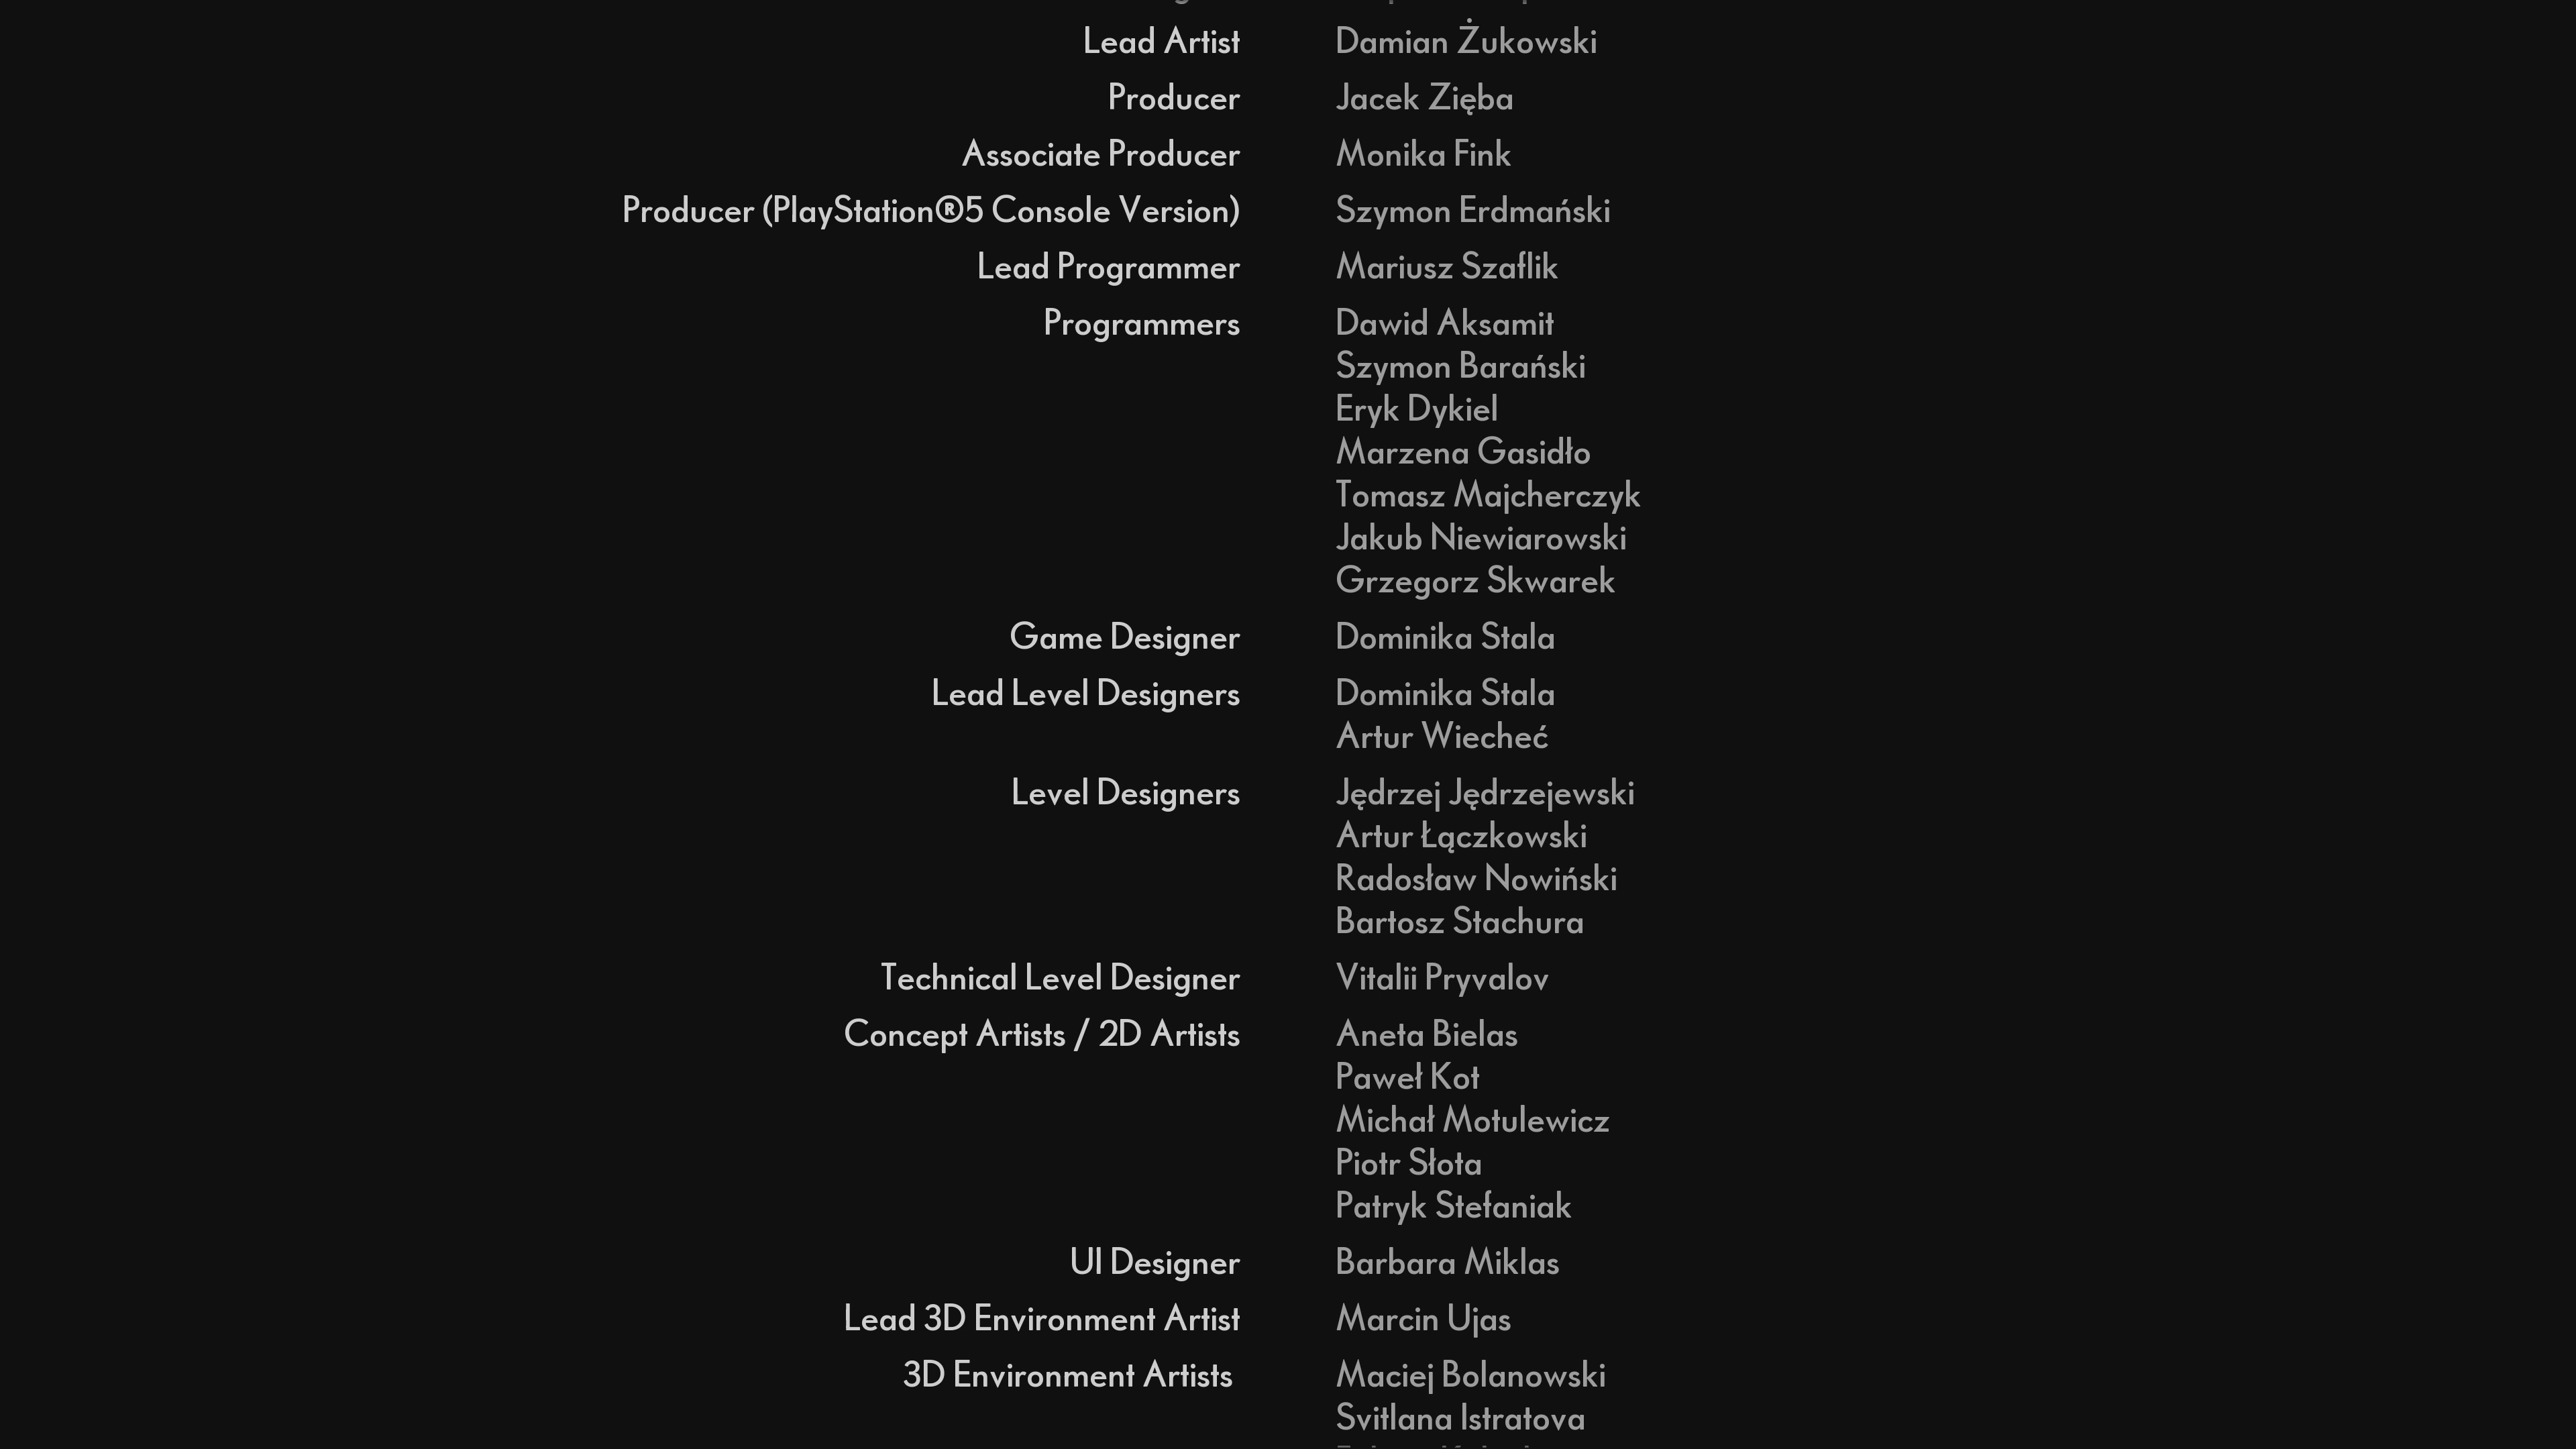 Lead Artist Damian Żukowski
Producer Jacek Zięba
Associate Producer Monika Fink
Producer (PlayStation®5 Console Version) Szymon Erdmański
Lead Programmer Mariusz Szaflik
Programmers Dawid Aksamit
Szymon Barański
Eryk Dykiel
Marzena Gasidło
Tomasz Majcherczyk
Jakub Niewiarowski
Grzegorz Skwarek
Game Designer Dominika Stala
Lead Level Designers Dominika Stala
Artur Wiecheć
Level Designers Jędrzej Jędrzejewski
Artur Łączkowski
Radosław Nowiński
Bartosz Stachura
Technical Level Designer Vitalii Pryvalov
Concept Artists / 2D Artists Aneta Bielas
Paweł Kot
Michał Motulewicz
Piotr Słota
Patryk Stefaniak
UI Designer Barbara Miklas
Lead 3D Environment Artist Marcin Ujas
3D Environment Artists Maciej Bolanowski
Svitlana Istratova